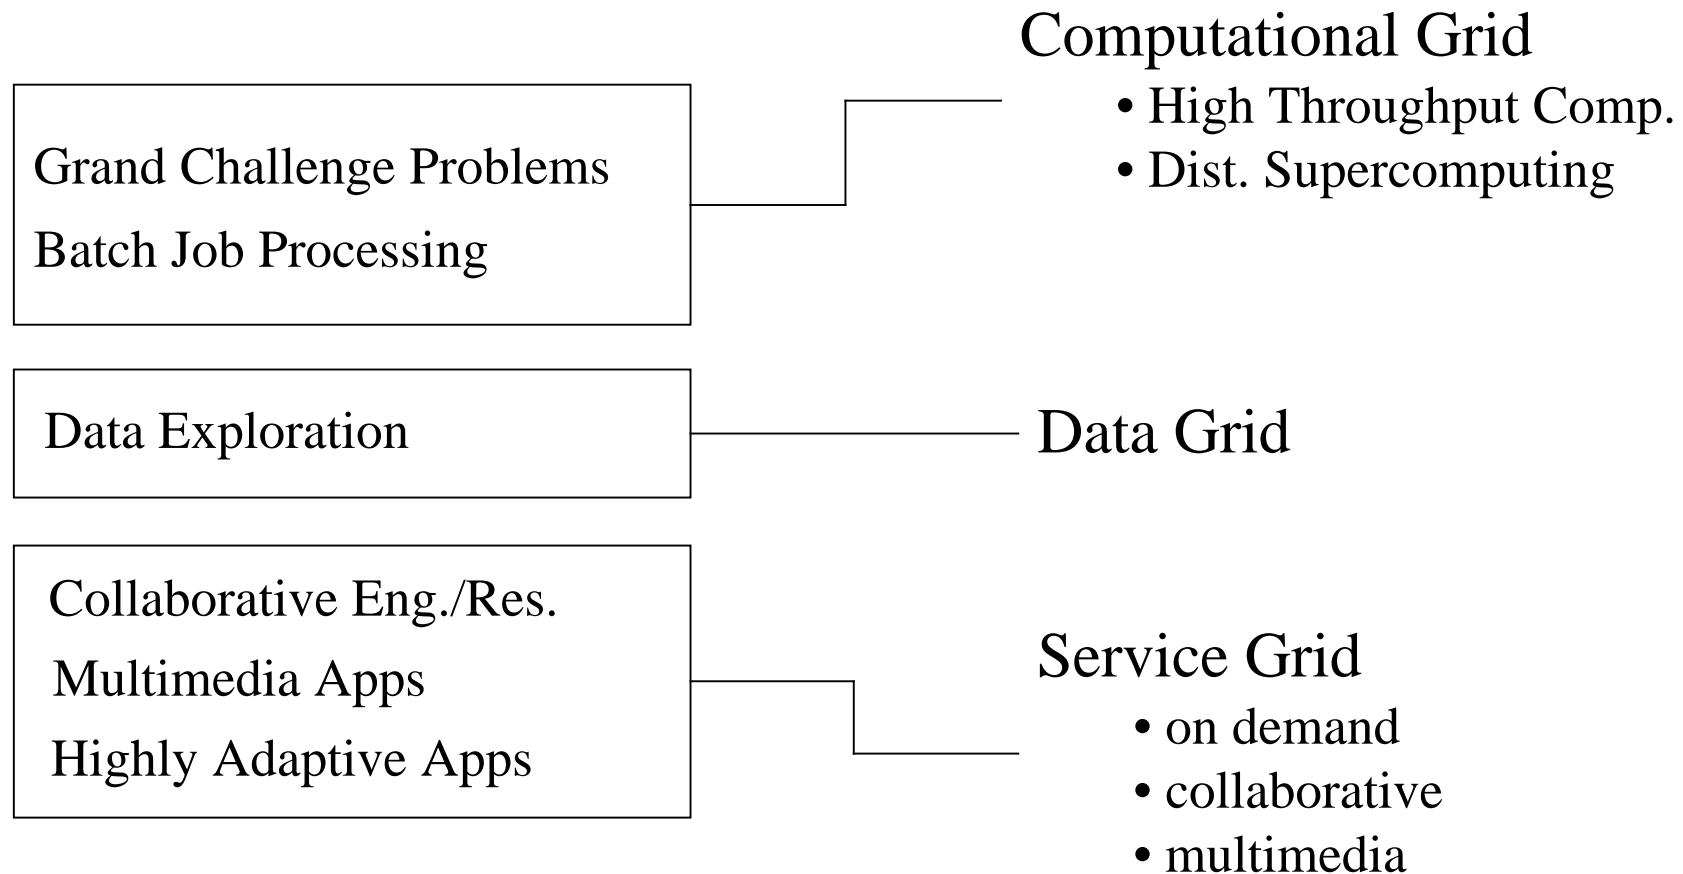 Computational Grid
• High Throughput Comp.
• Dist. Supercomputing
Grand Challenge Problems
Batch Job Processing
Data Exploration
Data Grid
Collaborative Eng./Res.
Multimedia Apps
Highly Adaptive Apps
Service Grid
• on demand
• collaborative
• multimedia